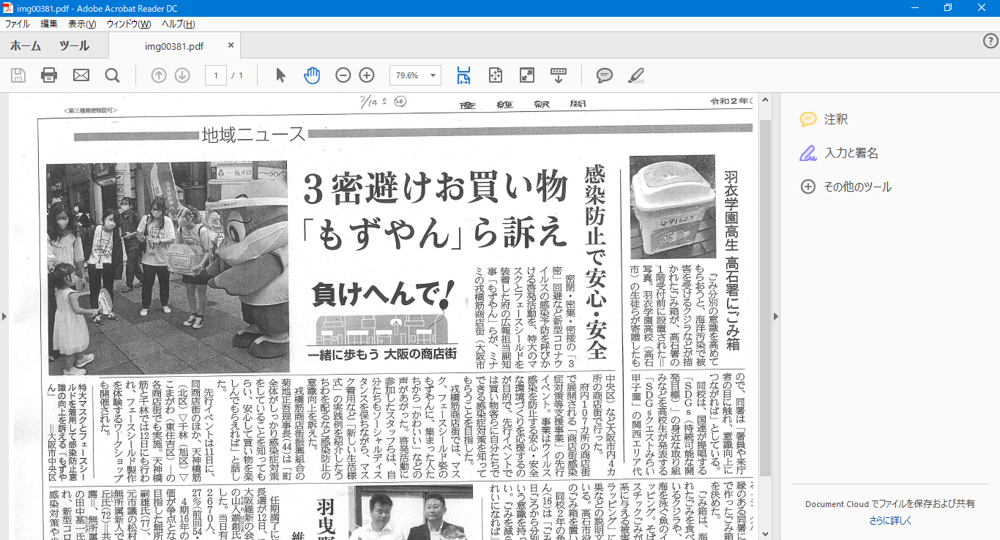 img00381.pdf - Adobe Acrobat Reader DC
ファイル 編集 表示(V) ウィンドウ(W) ヘルプ(H)
ホーム ツール img00381.pdf ×
1 / 1 79.6%
7/14 ⑳
<第三種郵便物認可>
産經新聞
令和2年(
地域ニュース
3密避けお買い物
「もずやん」ら訴え
感染防止で安心・安全
負けへんで!
一緒に歩もう 大阪の商店街
密閉・密集・密接の「3
密」回避など新型コロナウ
イルスの感染予防を呼びか
ける啓発活動を、特大のマ
スクとフェースシールドを
装着した府の広報担当副知
事「もずやん」らが、ミナ
ミの戎橋筋商店街（大阪市
中央区）など大阪市内4カ
所の商店街で行った。
府内107カ所の商店街
で展開される「商店街感染
症対策等支援事業」の先行
イベント。事業はウイルス
感染を防止する安心・安全
な環境づくりを応援するの
が目的で、先行イベントで
は買い物客らに自分たちで
できる感染症対策を知って
もらうことを目指した。
戎橋筋商店街では、マス
ク、フェースシールド姿の
もずやんに、集まった人た
ちから「かわいい」などの
声があがった。啓発活動に
参加したスタッフらは、自
分たちもソーシャルディス
タンスを保ちながら、マス
ク着用など「新しい生活様
式」の実践例を紹介したう
ちわを配るなど感染防止の
意識向上を訴えた。
戎橋筋商店街振興組合の
菊地正吾理事長(44)は「町
全体がしっかり感染症対策
をしていることを知っても
らい、安心して買い物を楽
しんでもらえれば」と話し
た。
先行イベントは11日に、
同商店街のほか、天神橋筋
（北区）▽千林（旭区）▽
こまがわ（東住吉区）―の
各商店街でも実施。天神橋
筋と千林では12日にも行わ
れ、フェースシールド製作
を体験するワークショップ
も開催された。
特大マスクとフェースシー
ルドを着用して感染防止意
識の向上を訴える「もずや
ん」 ―大阪市中央区
羽衣学園高生 高石署にごみ箱
分別しよう
ごみ分別の意識を高めて
もらおうと、海洋汚染で被
害を受けるクジラなどが描
かれたごみ箱が、高石署の
1階受付前に設置された＝
写真。羽衣学園高校（高石
市）の生徒らが寄贈したも
ので、同署は「署員や来庁
者の目に触れ、意識向上に
つながれば」としている。
同校は、国連が提唱する
「SDGs（持続可能な開
発目標）」の身近な取り組
みなどを高校生が発表する
「SDGsクエストみらい
甲子園」の関西エリア代
縁のある同署に
で作ったごみ箱
を決めた。
ごみ箱は、海
れたごみを食べ
いるクジラや、
海を泳ぐ魚のイ
スチックごみが
系に与える被害
ラッピング」に
果などの説明文
る。高石市役
のごみ箱を置い
同校2年の魚
ん(16)は「ごみ
日ごろから分別
いう意識を持っ
い。ごみを減ら
れいになれば」
羽曳野
維
任期満了に
長選が12日、
大阪維新の会
の山入端創氏
2670人、
した。当日有
27％（前回54・
4期16年の
価が争点とな
目指した無所
嗣雄氏(77)、
元市議の松村
無所属新人で
丘氏(72)＝共
薦＝、無所属
の田中基一氏
れ、新型コロ
感染対策や少
注釈
入力と署名
その他のツール
Document Cloud でファイルを保存および共有
さらに詳しく